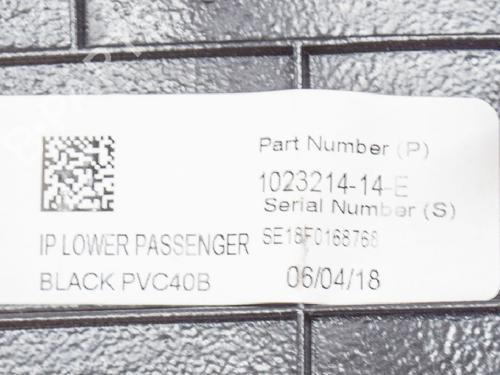 Part Number (P)
1023214-14-E
Serial Number (S)
IP LOWER PASSENGER
SE18F0168768
BLACK PVC40B
06/04/18